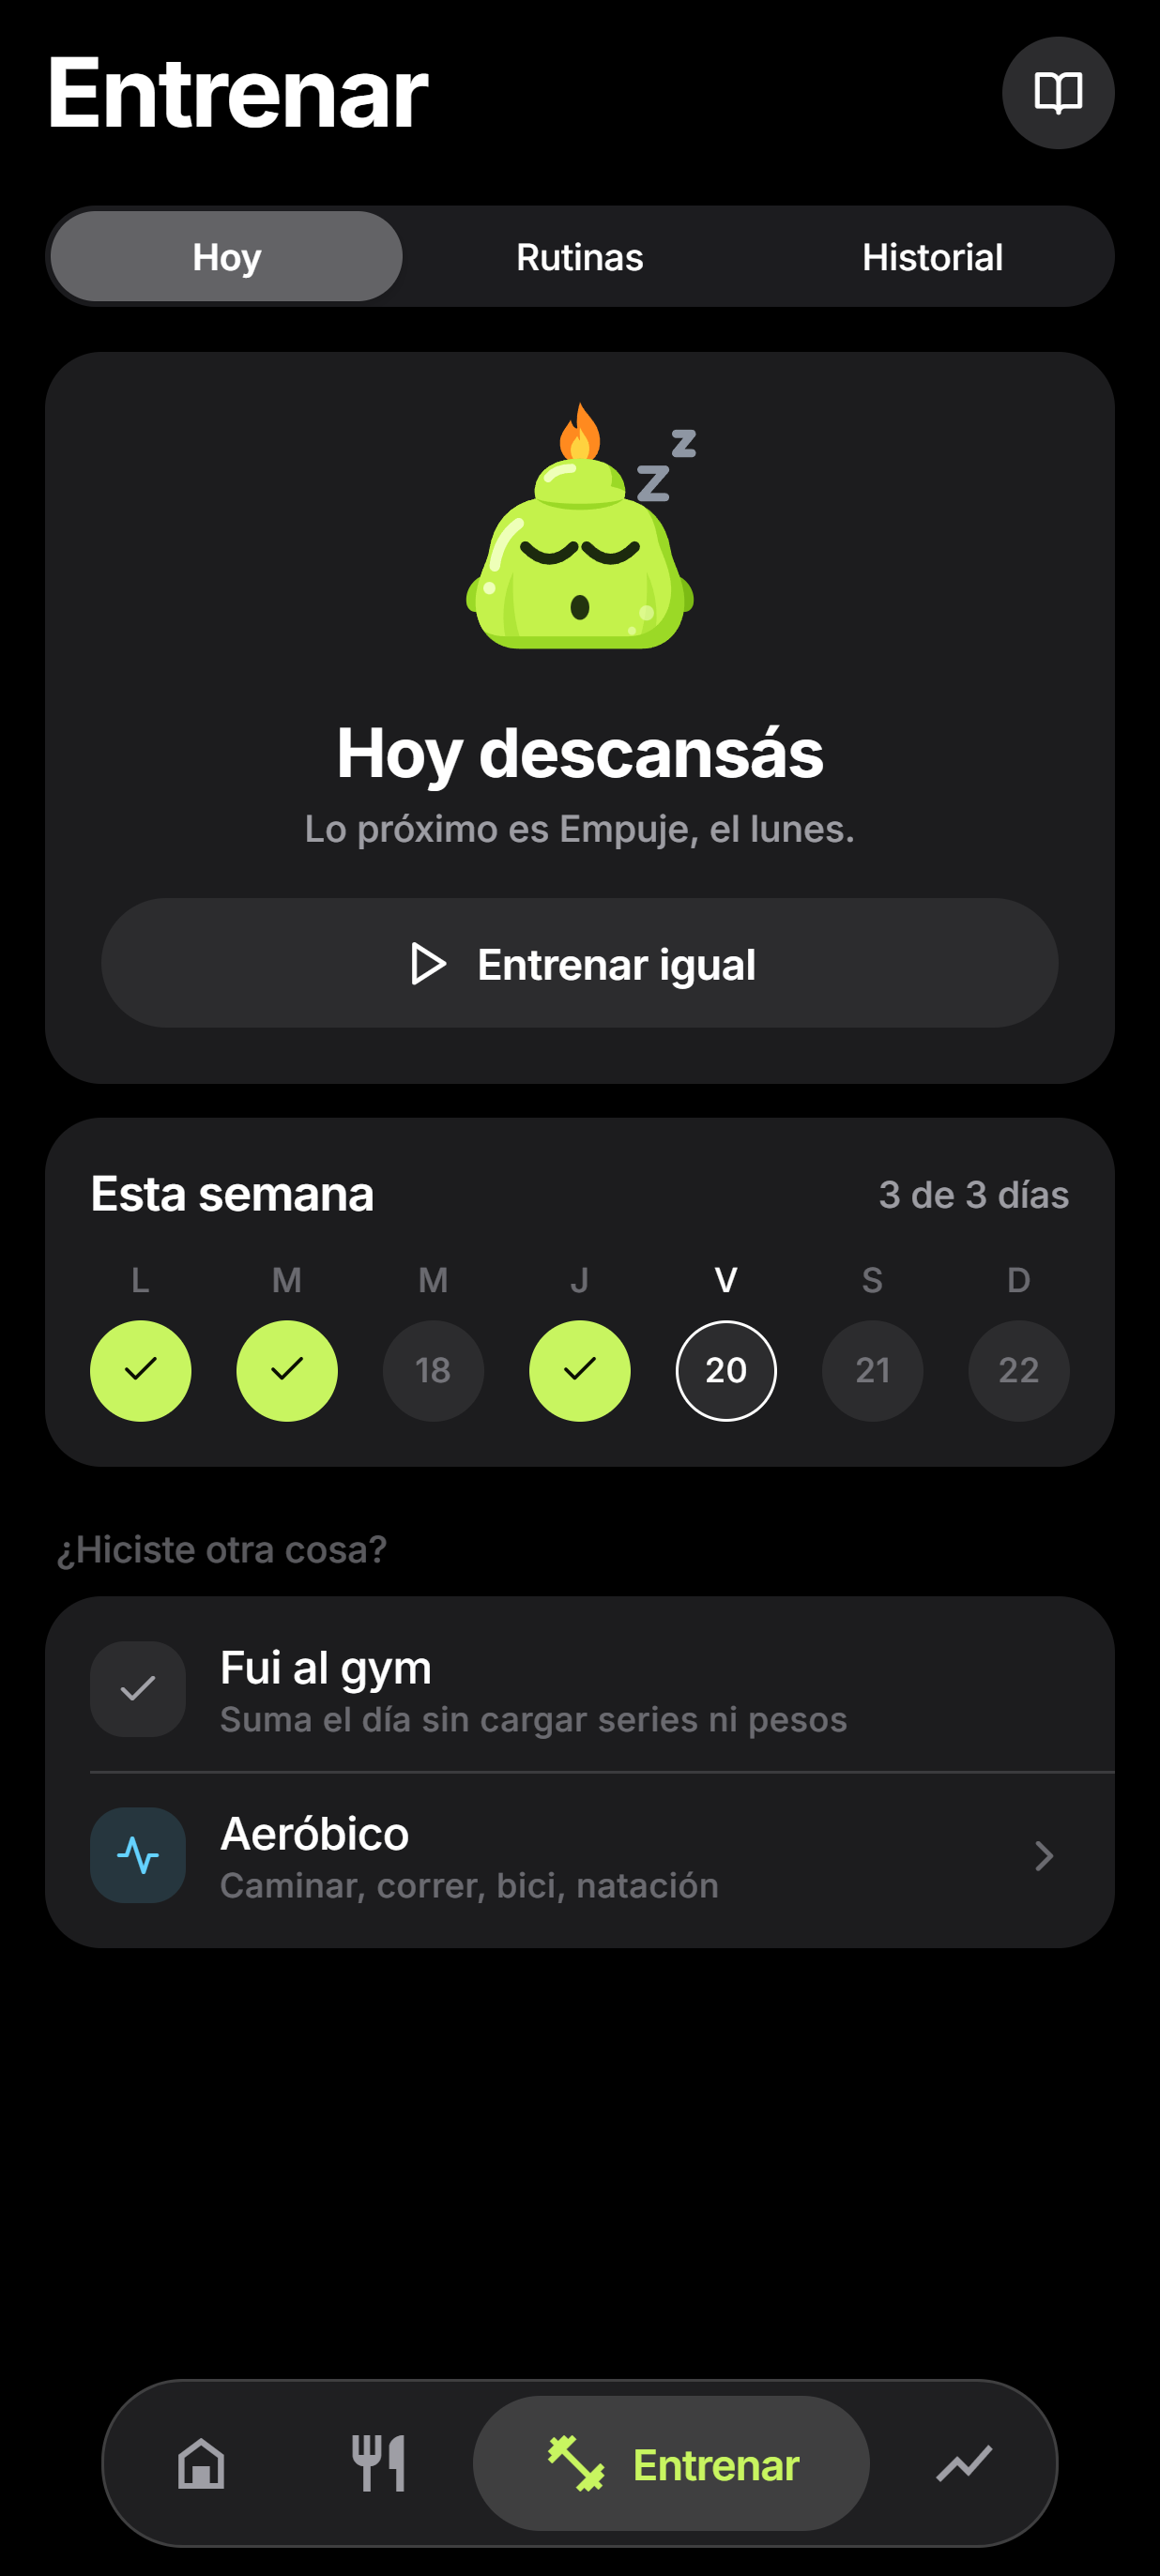 Entrenar
Hoy
Rutinas
Historial
z
Z
Hoy descansás
Lo próximo es Empuje, el lunes.
Entrenar igual
Esta semana
3 de 3 días
L M M J V S D
18 20 21 22
¿Hiciste otra cosa?
Fui al gym
Suma el día sin cargar series ni pesos
Aeróbico
Caminar, correr, bici, natación
Entrenar